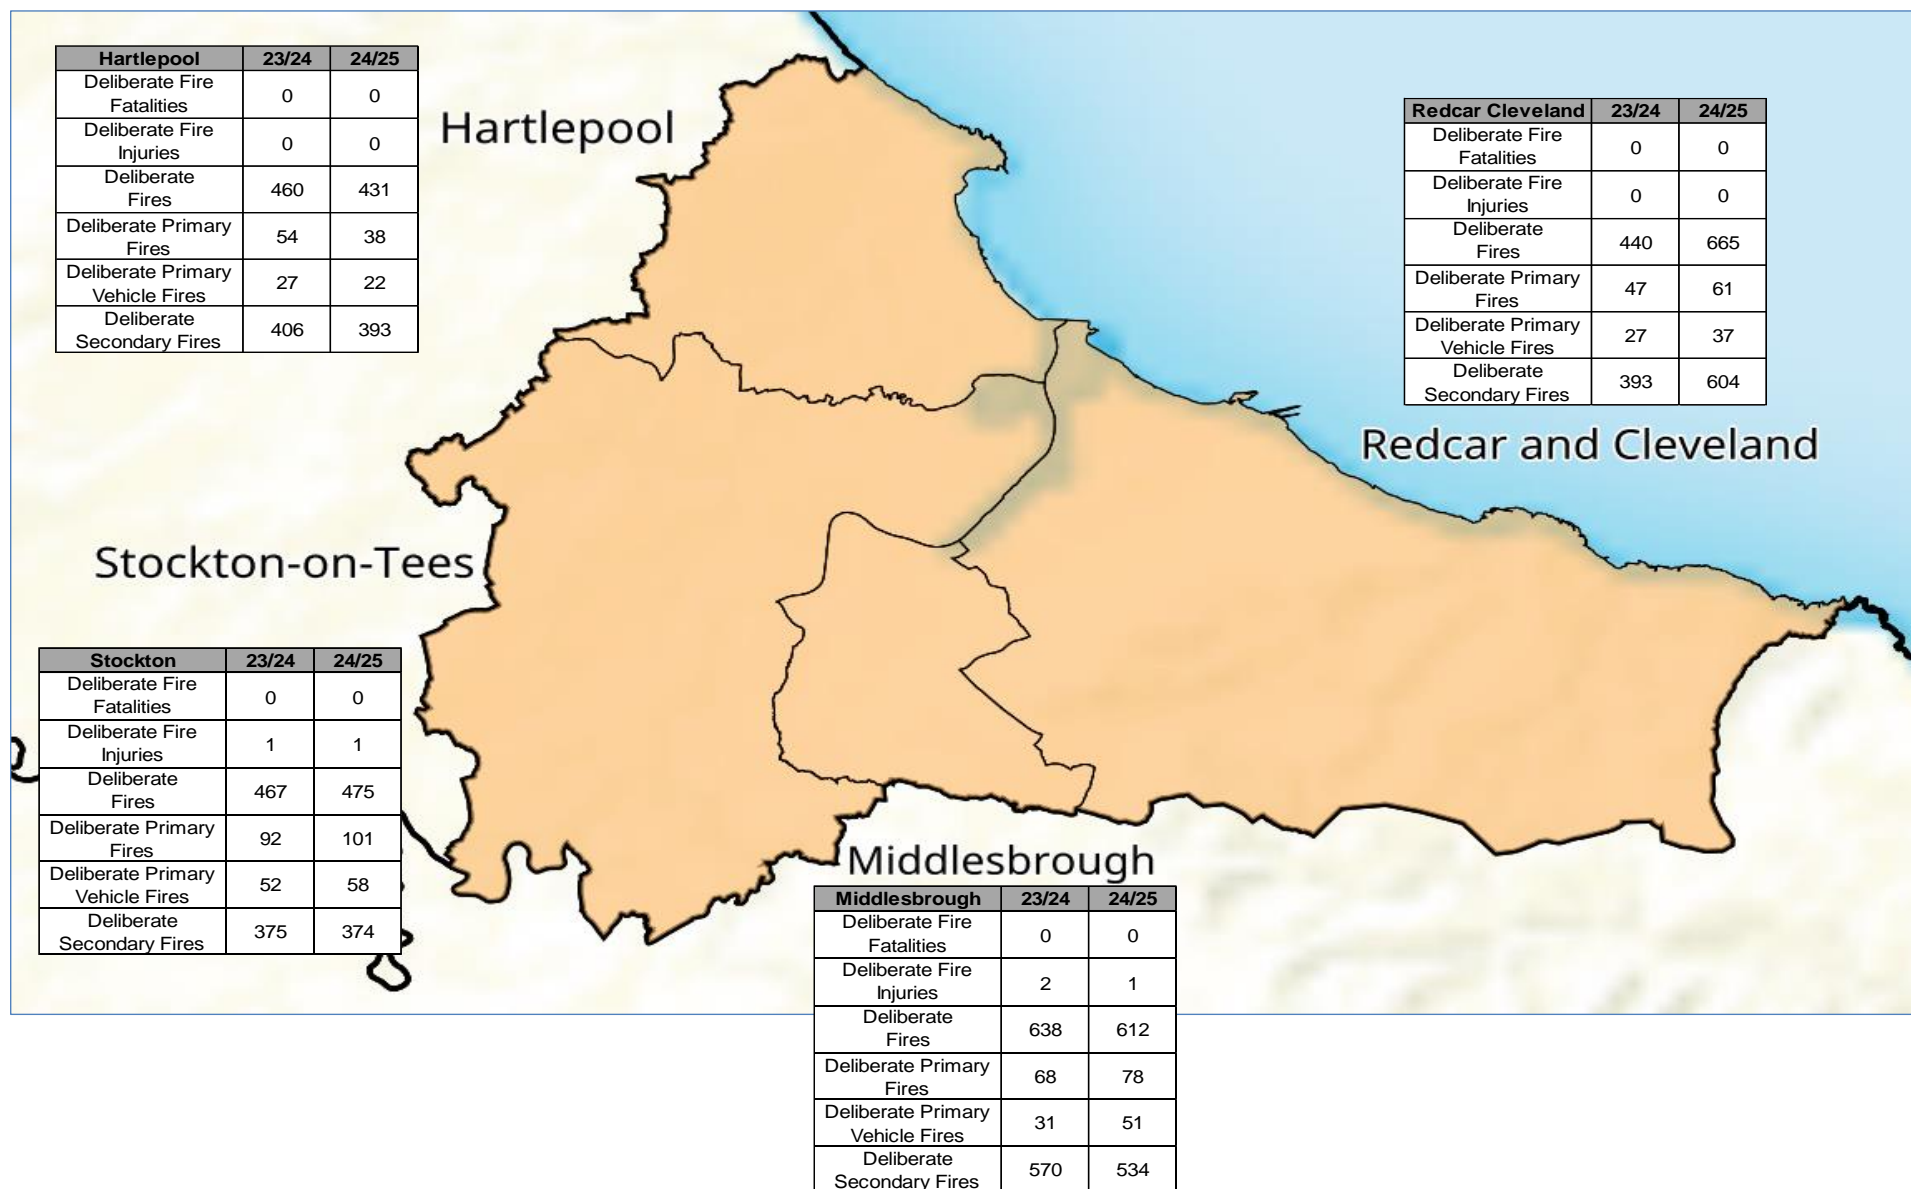 Hartlepool 23/24 24/25
Deliberate Fire
Fatalities 0 0
Deliberate Fire
Injuries 0 0
Deliberate
Fires 460 431
Deliberate Primary
Fires 54 38
Deliberate Primary
Vehicle Fires 27 22
Deliberate
Secondary Fires 406 393
Hartlepool
Redcar Cleveland 23/24 24/25
Deliberate Fire
Fatalities 0 0
Deliberate Fire
Injuries 0 0
Deliberate
Fires 440 665
Deliberate Primary
Fires 47 61
Deliberate Primary
Vehicle Fires 27 37
Deliberate
Secondary Fires 393 604
Redcar and Cleveland
Stockton-on-Tees
Stockton 23/24 24/25
Deliberate Fire
Fatalities 0 0
Deliberate Fire
Injuries 1 1
Deliberate
Fires 467 475
Deliberate Primary
Fires 92 101
Deliberate Primary
Vehicle Fires 52 58
Deliberate
Secondary Fires 375 374
Middlesbrough
Middlesbrough 23/24 24/25
Deliberate Fire
Fatalities 0 0
Deliberate Fire
Injuries 2 1
Deliberate
Fires 638 612
Deliberate Primary
Fires 68 78
Deliberate Primary
Vehicle Fires 31 51
Deliberate
Secondary Fires 570 534